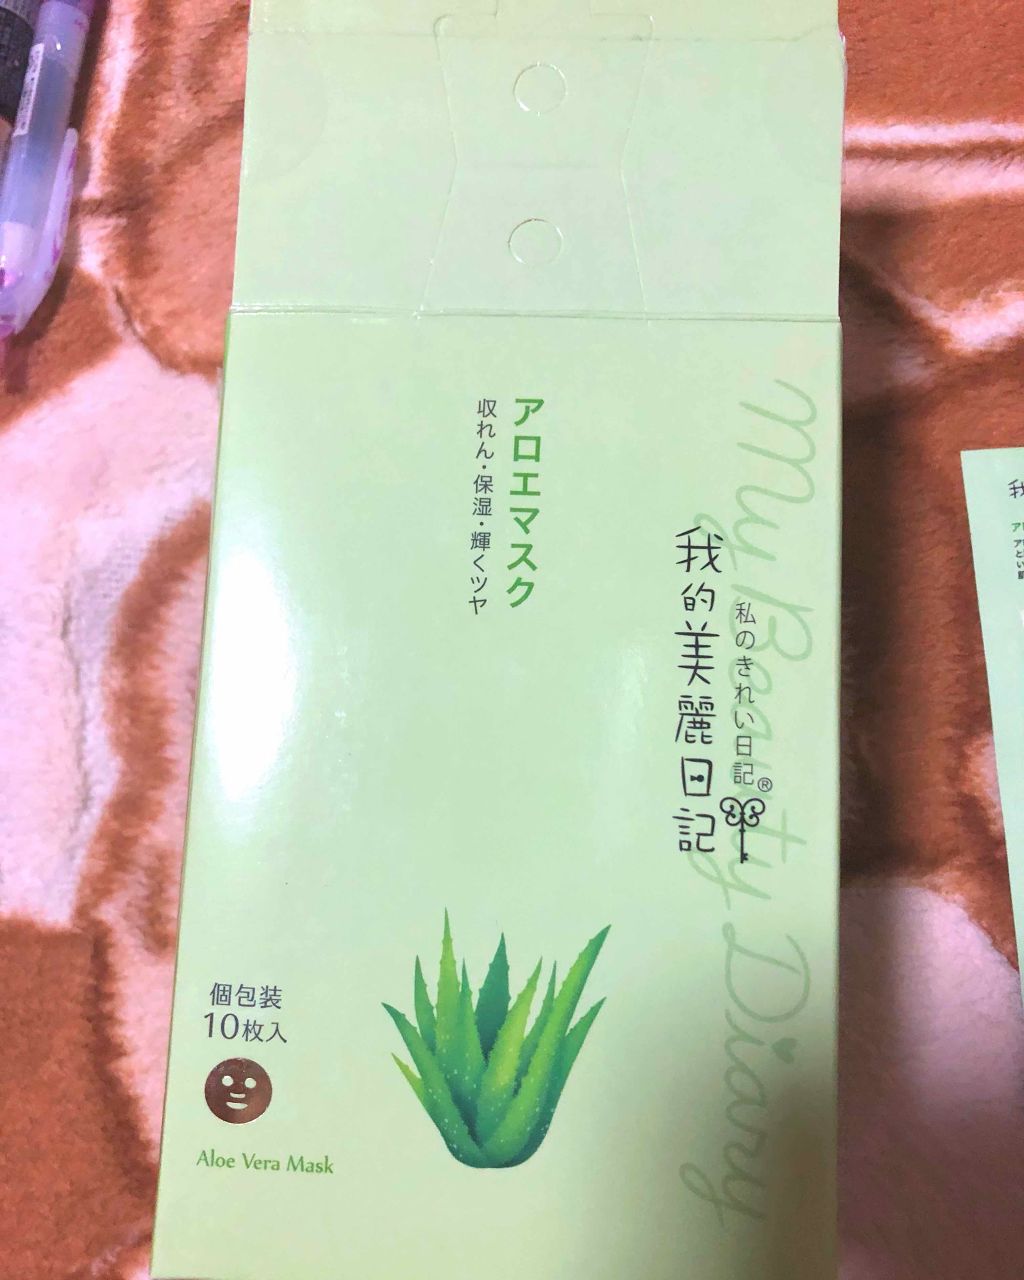 My Beauty Diary
私のきれい日記®
我的美麗日記
アロエマスク
収れん・保湿・輝くツヤ
個包装
10枚入
Aloe Vera Mask
我